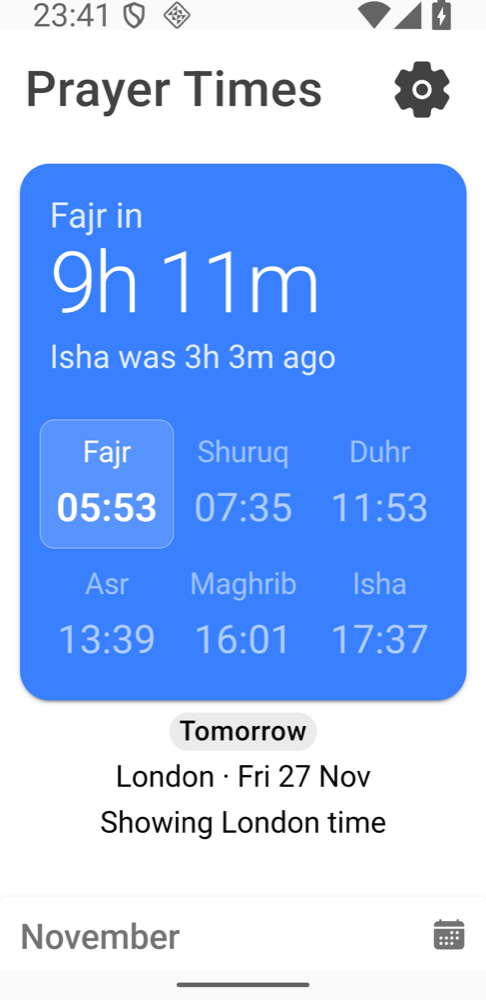 23:41
Prayer Times
Fajr in
9h 11m
Isha was 3h 3m ago
Fajr Shuruq Duhr
05:53 07:35 11:53
Asr Maghrib Isha
13:39 16:01 17:37
Tomorrow
London · Fri 27 Nov
Showing London time
November